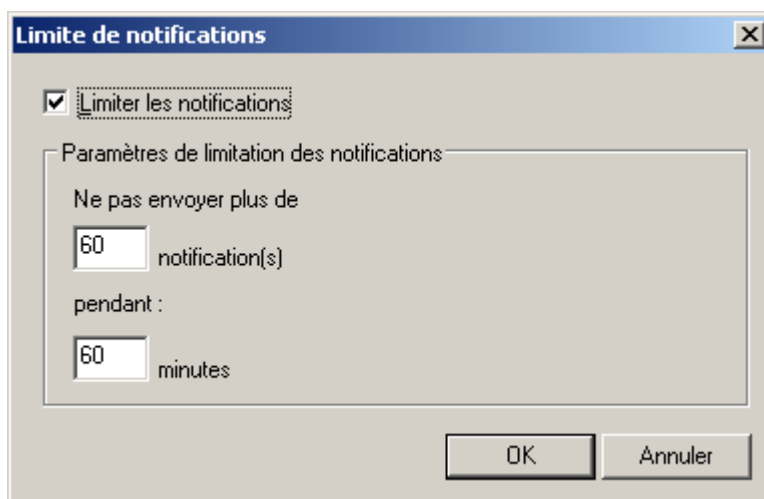 Limite de notifications
Limiter les notifications
Paramètres de limitation des notifications
Ne pas envoyer plus de
60 notification(s)
pendant :
60 minutes
OK Annuler